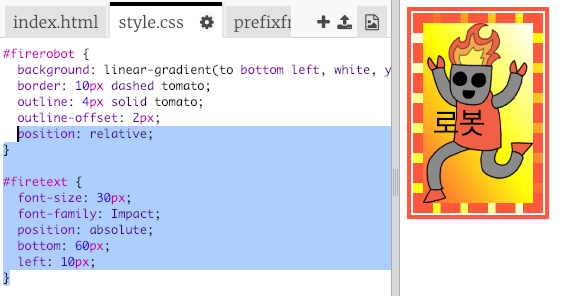 index.html style.css prefixfr
#firerobot {
background: linear-gradient(to bottom left, white, y
border: 10px dashed tomato;
outline: 4px solid tomato;
outline-offset: 2px;
position: relative;
}
#firetext {
font-size: 30px;
font-family: Impact;
position: absolute;
bottom: 60px;
left: 10px;
}
로봇